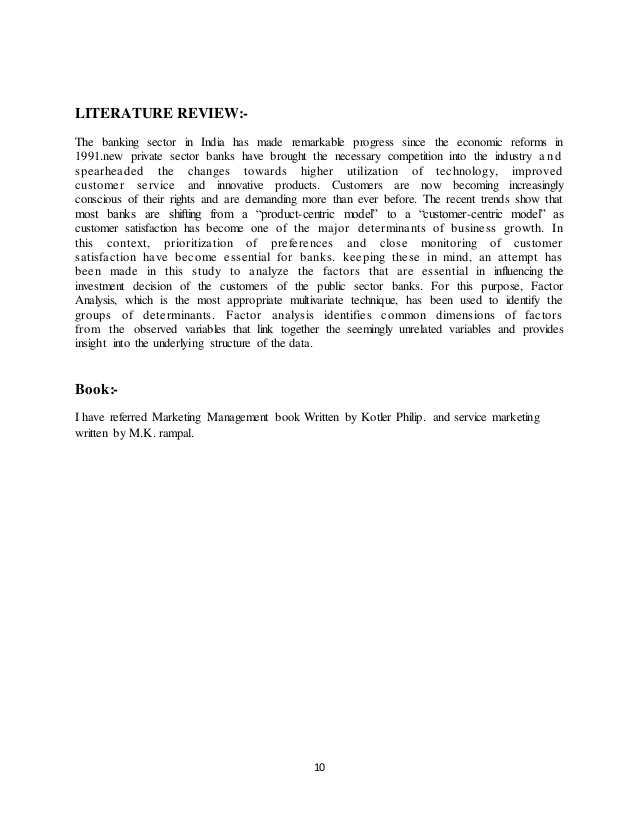 LITERATURE REVIEW:-
The banking sector in India has made remarkable progress since the economic reforms in
1991.new private sector banks have brought the necessary competition into the industry and
spearheaded the changes towards higher utilization of technology, improved
customer service and innovative products. Customers are now becoming increasingly
conscious of their rights and are demanding more than ever before. The recent trends show that
most banks are shifting from a “product-centric model” to a “customer-centric model” as
customer satisfaction has become one of the major determinants of business growth. In
this context, prioritization of preferences and close monitoring of customer
satisfaction have become essential for banks. keeping these in mind, an attempt has
been made in this study to analyze the factors that are essential in influencing the
investment decision of the customers of the public sector banks. For this purpose, Factor
Analysis, which is the most appropriate multivariate technique, has been used to identify the
groups of determinants. Factor analysis identifies common dimensions of factors
from the observed variables that link together the seemingly unrelated variables and provides
insight into the underlying structure of the data.
Book:-
I have referred Marketing Management book Written by Kotler Philip. and service marketing
written by M.K. rampal.
10